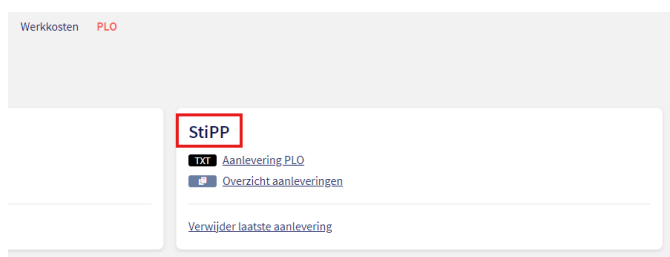 Werkkosten PLO
StiPP
TXT Aanlevering PLO
Overzicht aanleveringen
Verwijder laatste aanlevering